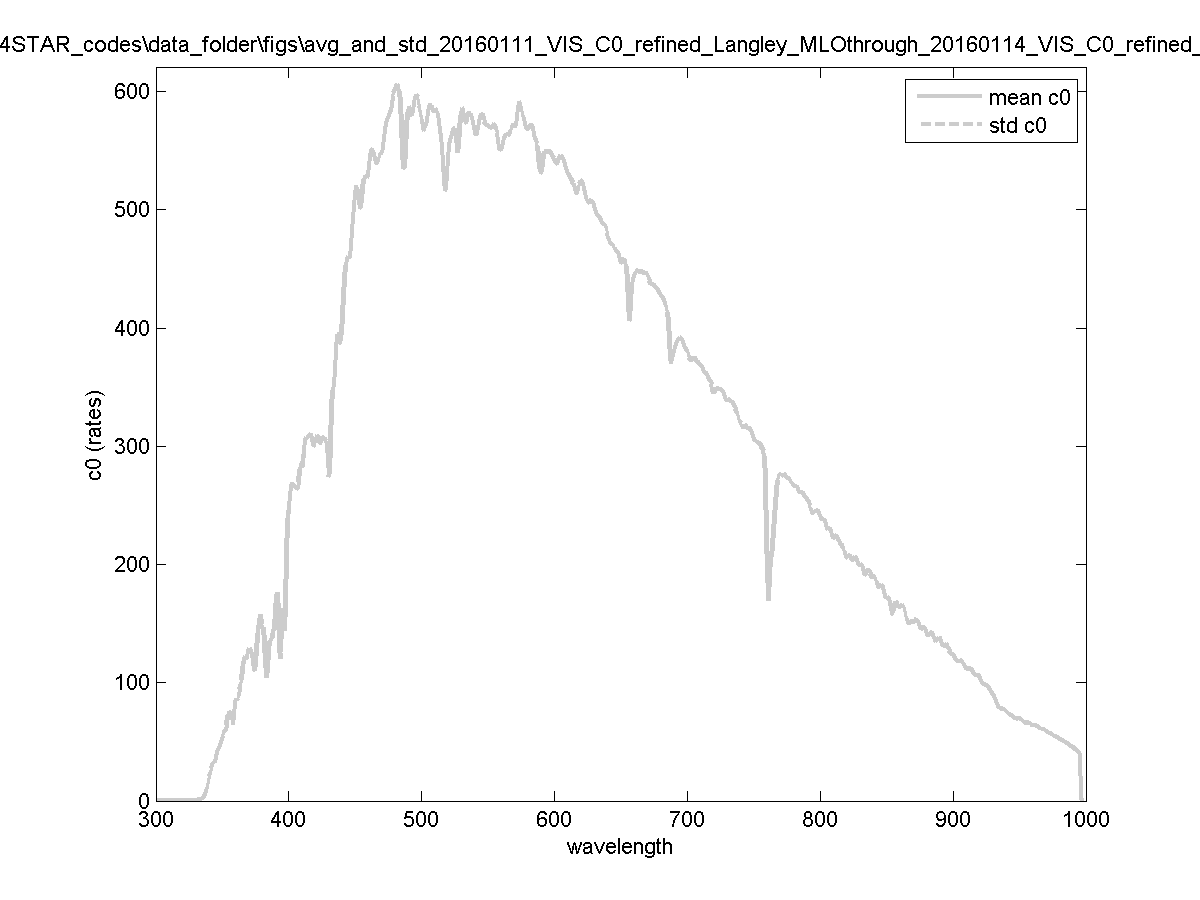 4STAR_codes\data_folder\figs\avg_and_std_20160111_VIS_C0_refined_Langley_MLOthrough_20160114_VIS_C0_refined_
mean c0
std c0
600
500
400
300
200
100
0
c0 (rates)
300 400 500 600 700 800 900 1000
wavelength